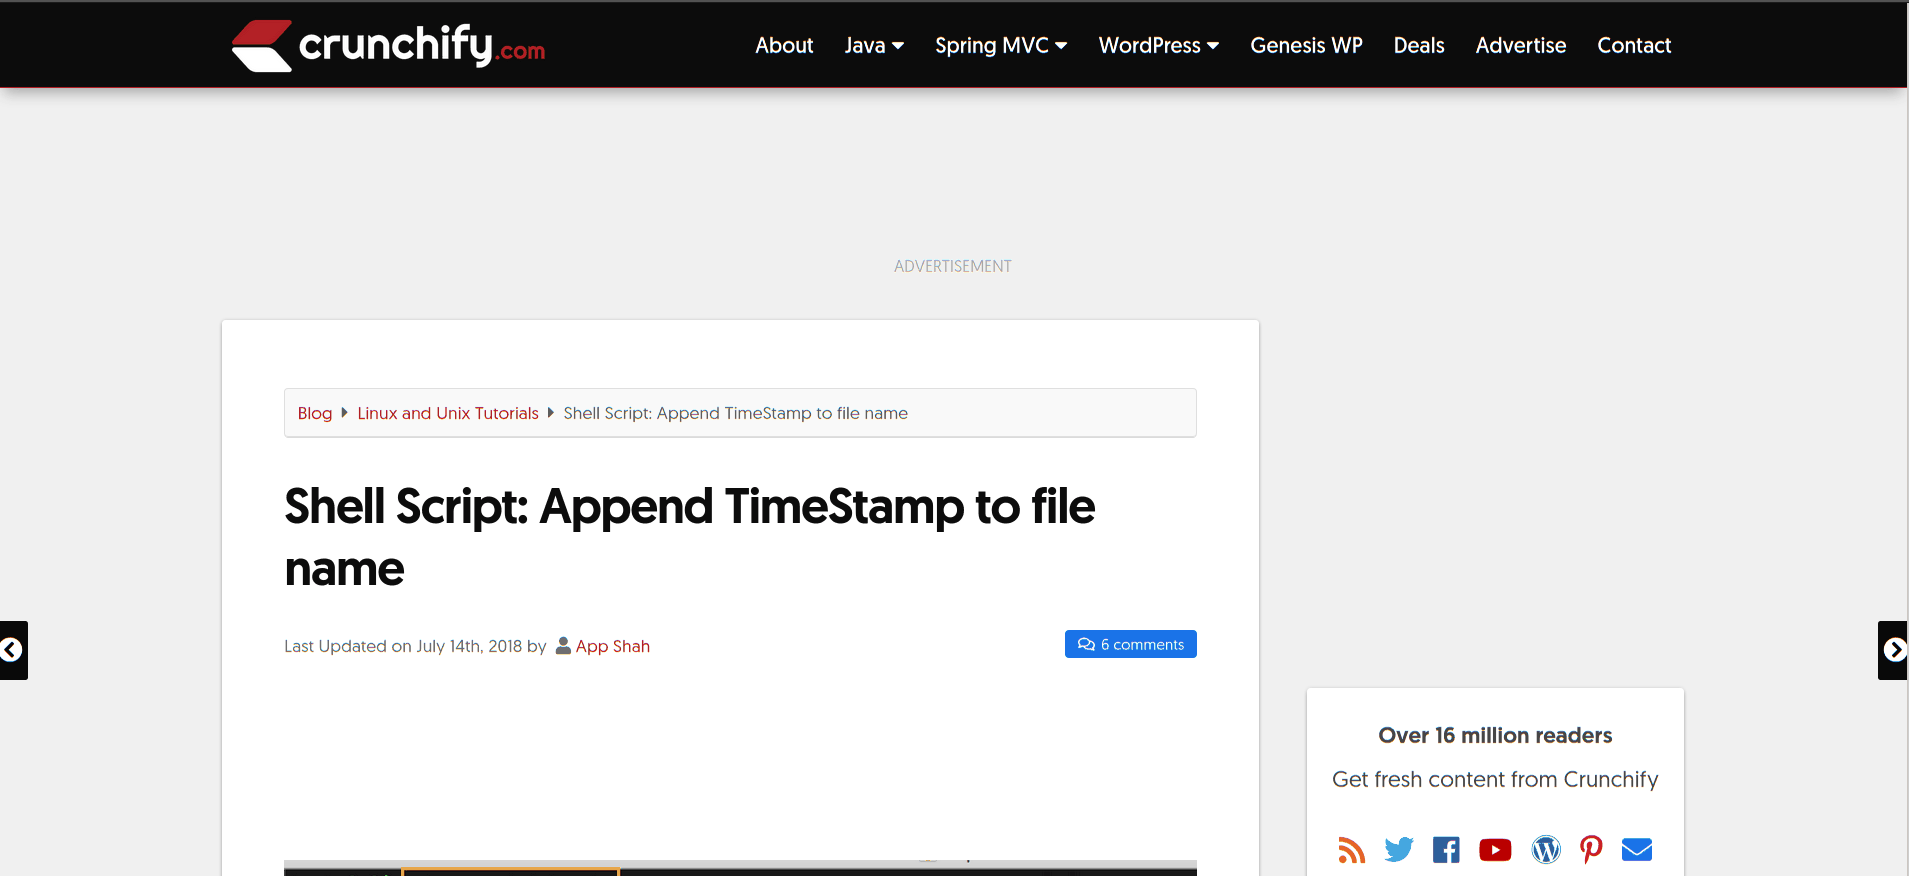 crunchify.com
About Java Spring MVC WordPress Genesis WP Deals Advertise Contact
ADVERTISEMENT
Blog Linux and Unix Tutorials Shell Script: Append TimeStamp to file name
Shell Script: Append TimeStamp to file
name
Last Updated on July 14th, 2018 by App Shah
6 comments
Over 16 million readers
Get fresh content from Crunchify